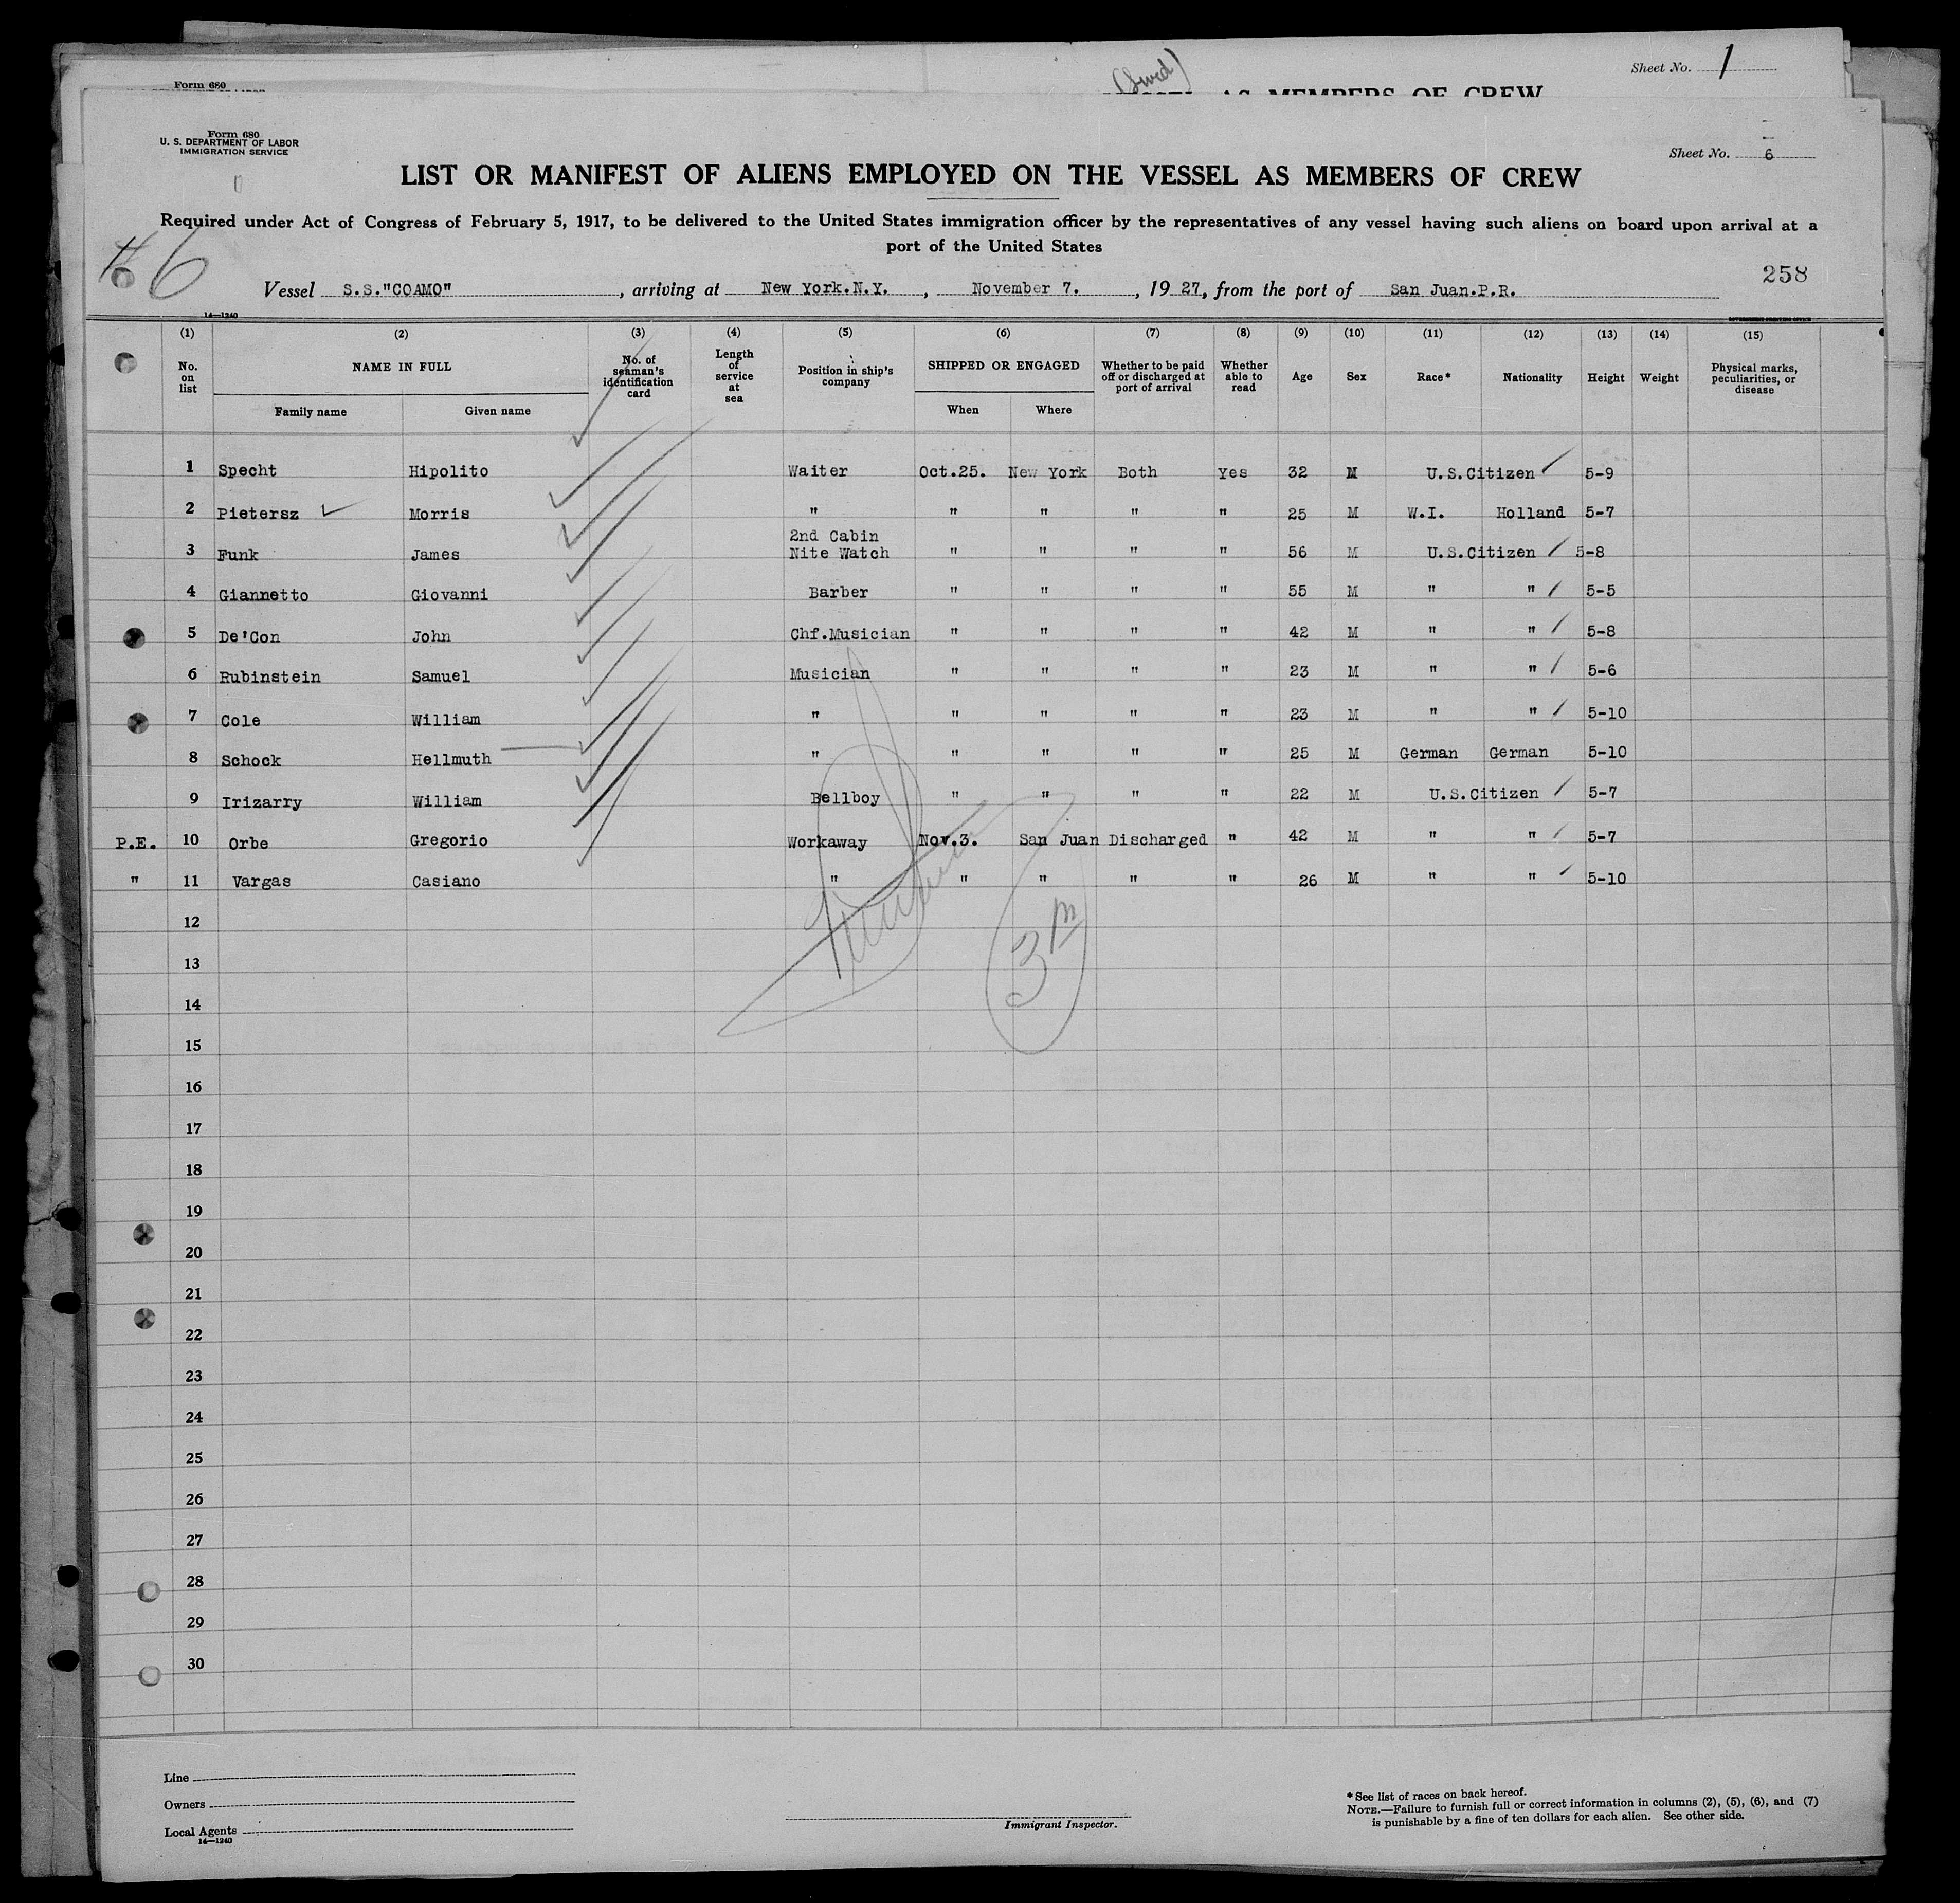 Form 680
Sheet No. 1
AS MEMBERS OF CREW
Form 680
U. S. DEPARTMENT OF LABOR
IMMIGRATION SERVICE
Sheet No. 6
LIST OR MANIFEST OF ALIENS EMPLOYED ON THE VESSEL AS MEMBERS OF CREW
Required under Act of Congress of February 5, 1917, to be delivered to the United States immigration officer by the representatives of any vessel having such aliens on board upon arrival at a
port of the United States
#6
258
Vessel S.S."COAMO", arriving at New York.N.Y., November 7., 1927, from the port of San Juan.P.R.
14—1240
(1) (2) (3) (4) (5) (6) (7) (8) (9) (10) (11) (12) (13) (14) (15)
No. on list NAME IN FULL No. of seaman's identification card Length of service at sea Position in ship's company SHIPPED OR ENGAGED Whether to be paid off or discharged at port of arrival Whether able to read Age Sex Race* Nationality Height Weight Physical marks, peculiarities, or disease
Family name Given name When Where
1 Specht Hipolito Waiter Oct.25. New York Both Yes 32 M U.S.Citizen 5-9
2 Pietersz Morris " " " " " 25 M W.I. Holland 5-7
3 Funk James 2nd Cabin Nite Watch " " " " 56 M U.S.Citizen 5-8
4 Giannetto Giovanni Barber " " " " 55 M " " 5-5
5 De'Con John Chf.Musician " " " " 42 M " " 5-8
6 Rubinstein Samuel Musician " " " " 23 M " " 5-6
7 Cole William " " " " " 23 M " " 5-10
8 Schock Hellmuth " " " " " 25 M German German 5-10
9 Irizarry William Bellboy " " " " 22 M U.S.Citizen 5-7
P.E. 10 Orbe Gregorio Workaway Nov.3. San Juan Discharged " 42 M " " 5-7
" 11 Vargas Casiano " " " " " 26 M " " 5-10
12
3 m
13
14
15
16
17
18
19
20
21
22
23
24
25
26
27
28
29
30
Line
Owners
Local Agents
14—1240
Immigrant Inspector.
*See list of races on back hereof.
NOTE.—Failure to furnish full or correct information in columns (2), (5), (6), and (7)
is punishable by a fine of ten dollars for each alien. See other side.